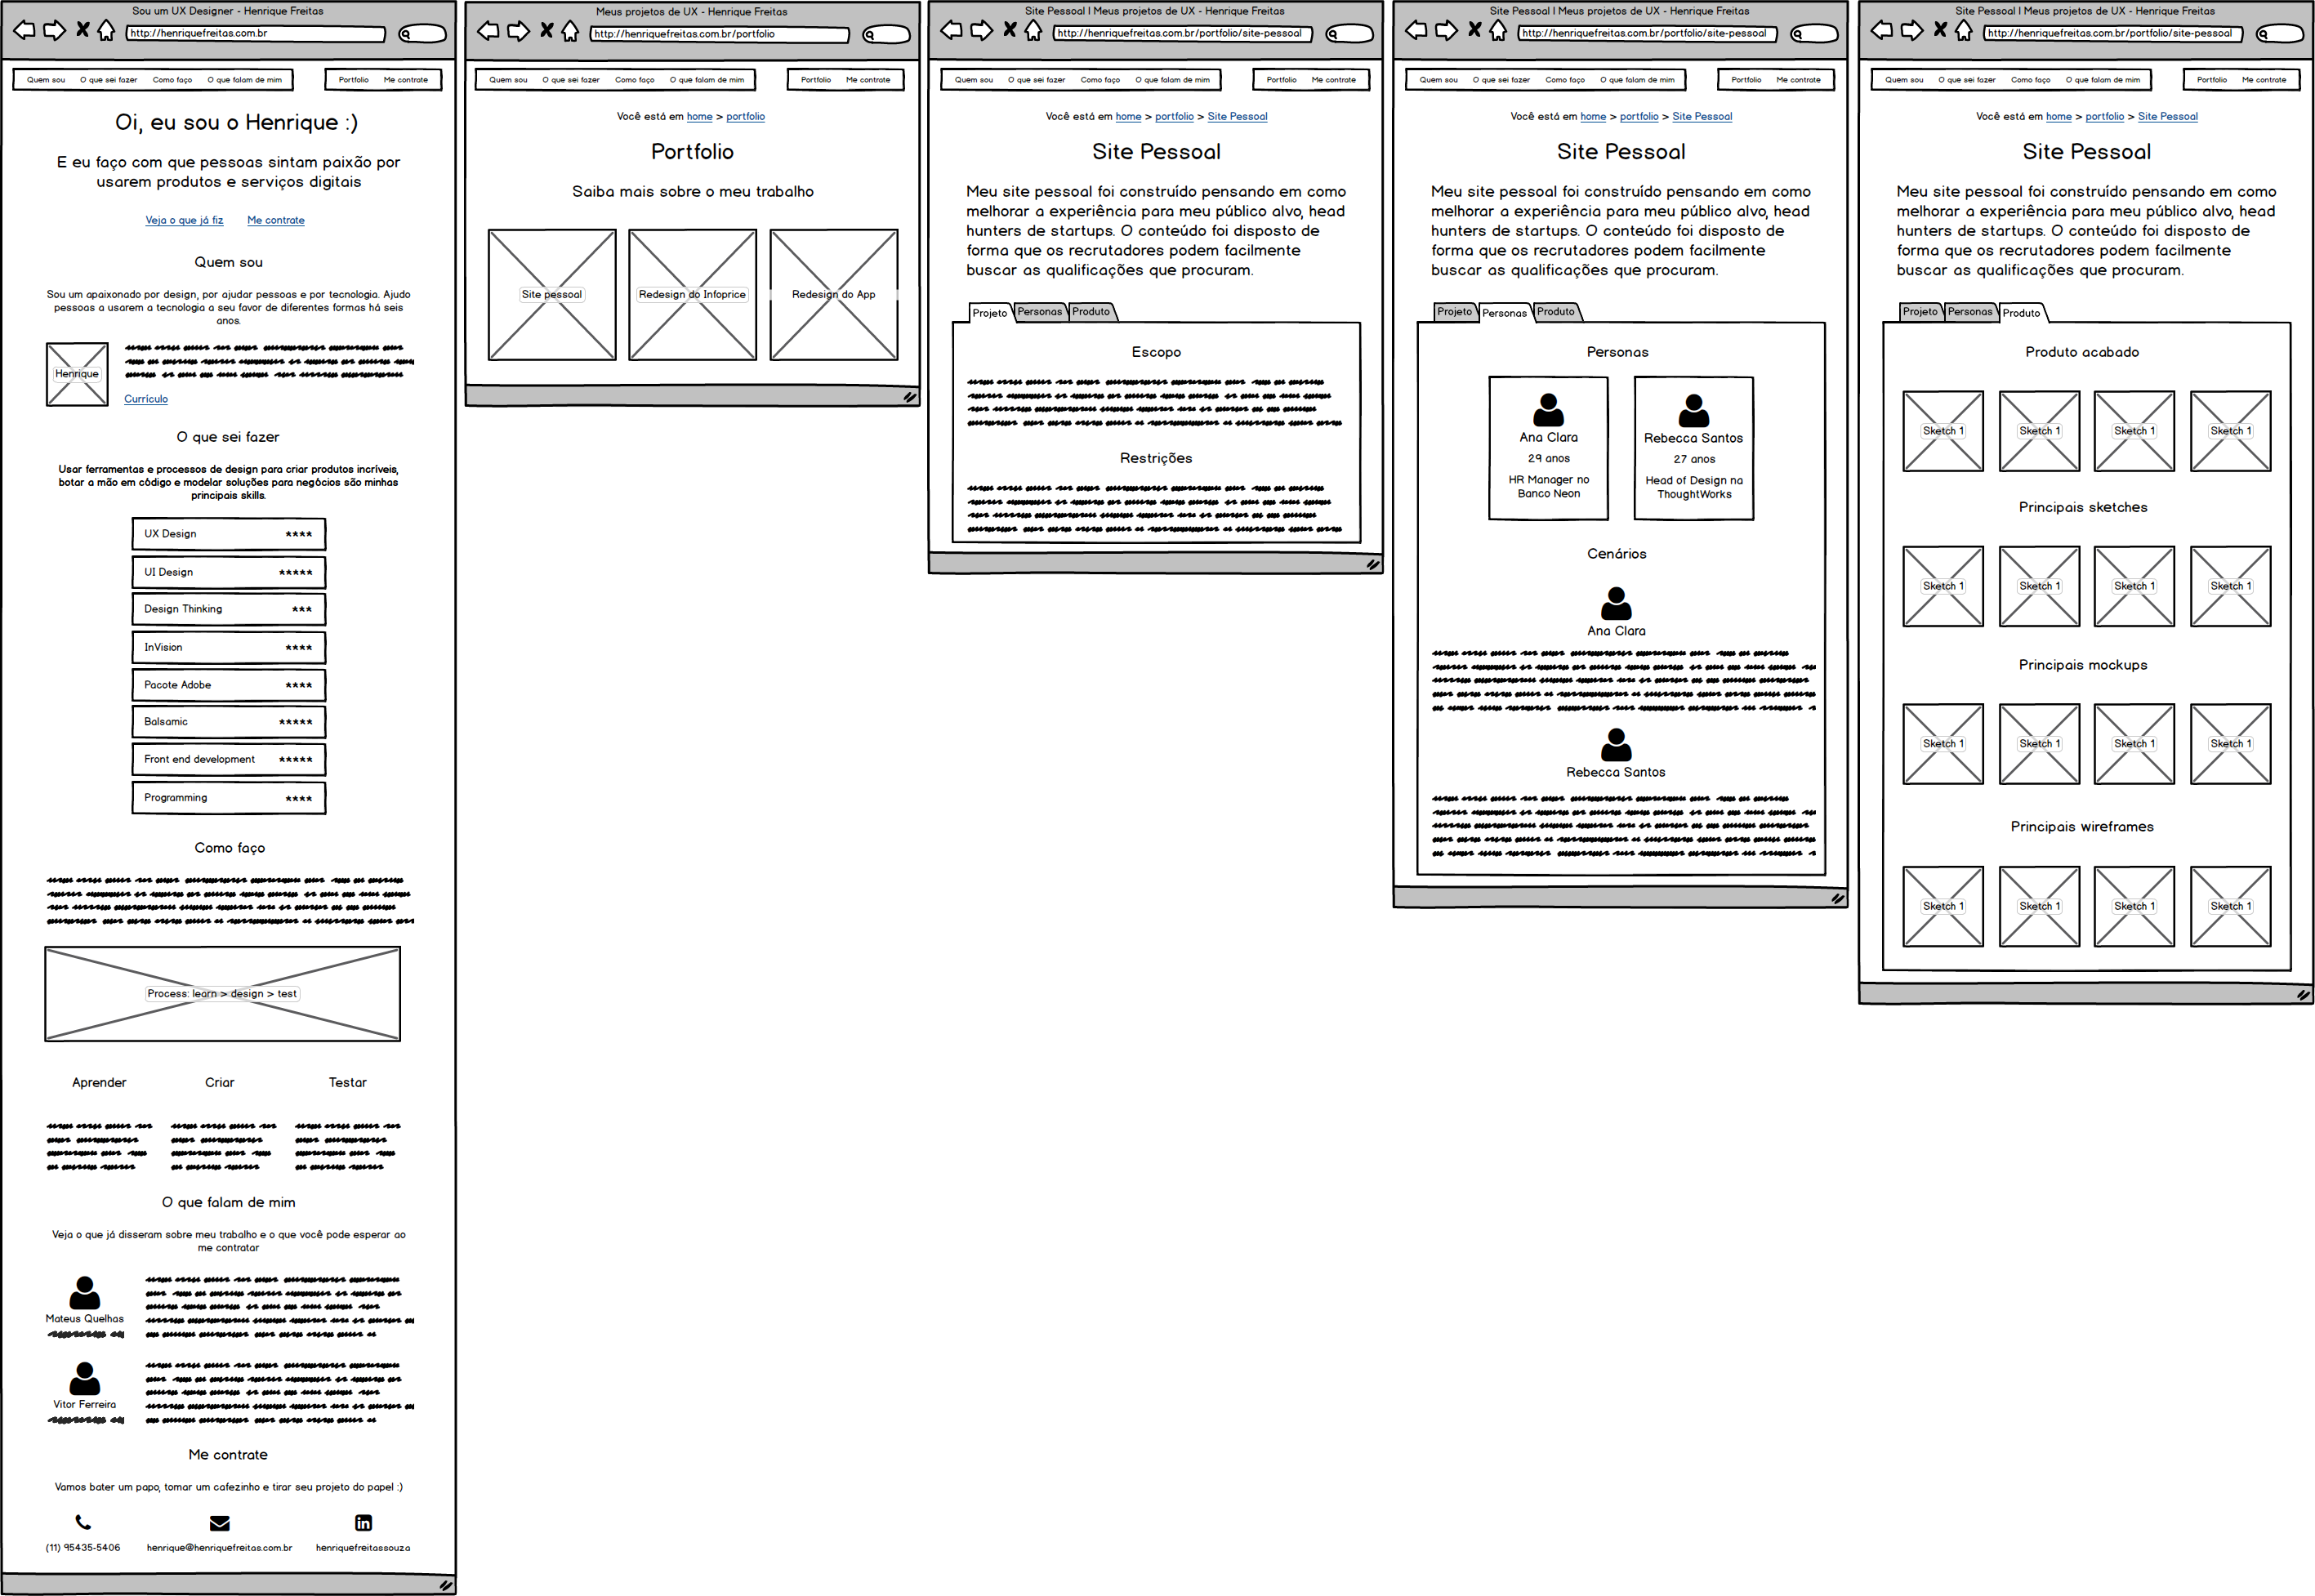 Sou um UX Designer - Henrique Freitas
http://henriquefreitas.com.br
Quem sou O que sei fazer Como faço O que falam de mim Portfolio Me contrate
Oi, eu sou o Henrique :)
E eu faço com que pessoas sintam paixão por
usarem produtos e serviços digitais
Veja o que já fiz Me contrate
Quem sou
Sou um apaixonado por design, por ajudar pessoas e por tecnologia. Ajudo
pessoas a usarem a tecnologia a seu favor de diferentes formas há seis
anos.
Henrique
Currículo
O que sei fazer
Usar ferramentas e processos de design para criar produtos incríveis,
botar a mão em código e modelar soluções para negócios são minhas
principais skills.
UX Design ****
UI Design *****
Design Thinking ***
InVision ****
Pacote Adobe ****
Balsamic *****
Front end development *****
Programming ****
Como faço
Process: learn > design > test
Aprender Criar Testar
O que falam de mim
Veja o que já disseram sobre meu trabalho e o que você pode esperar ao
me contratar
Mateus Quelhas
Vitor Ferreira
Me contrate
Vamos bater um papo, tomar um cafezinho e tirar seu projeto do papel :)
(11) 95435-5406 henrique@henriquefreitas.com.br henriquefreitassouza
Meus projetos de UX - Henrique Freitas
http://henriquefreitas.com.br/portfolio
Quem sou O que sei fazer Como faço O que falam de mim Portfolio Me contrate
Você está em home > portfolio
Portfolio
Saiba mais sobre o meu trabalho
Site pessoal Redesign do Infoprice Redesign do App
Site Pessoal | Meus projetos de UX - Henrique Freitas
http://henriquefreitas.com.br/portfolio/site-pessoal
Quem sou O que sei fazer Como faço O que falam de mim Portfolio Me contrate
Você está em home > portfolio > Site Pessoal
Site Pessoal
Meu site pessoal foi construído pensando em como
melhorar a experiência para meu público alvo, head
hunters de startups. O conteúdo foi disposto de
forma que os recrutadores podem facilmente
buscar as qualificações que procuram.
Projeto Personas Produto
Escopo
Restrições
Site Pessoal | Meus projetos de UX - Henrique Freitas
http://henriquefreitas.com.br/portfolio/site-pessoal
Quem sou O que sei fazer Como faço O que falam de mim Portfolio Me contrate
Você está em home > portfolio > Site Pessoal
Site Pessoal
Meu site pessoal foi construído pensando em como
melhorar a experiência para meu público alvo, head
hunters de startups. O conteúdo foi disposto de
forma que os recrutadores podem facilmente
buscar as qualificações que procuram.
Projeto Personas Produto
Personas
Ana Clara
29 anos
HR Manager no
Banco Neon
Rebecca Santos
27 anos
Head of Design na
ThoughtWorks
Cenários
Ana Clara
Rebecca Santos
Site Pessoal | Meus projetos de UX - Henrique Freitas
http://henriquefreitas.com.br/portfolio/site-pessoal
Quem sou O que sei fazer Como faço O que falam de mim Portfolio Me contrate
Você está em home > portfolio > Site Pessoal
Site Pessoal
Meu site pessoal foi construído pensando em como
melhorar a experiência para meu público alvo, head
hunters de startups. O conteúdo foi disposto de
forma que os recrutadores podem facilmente
buscar as qualificações que procuram.
Projeto Personas Produto
Produto acabado
Sketch 1 Sketch 1 Sketch 1 Sketch 1
Principais sketches
Sketch 1 Sketch 1 Sketch 1 Sketch 1
Principais mockups
Sketch 1 Sketch 1 Sketch 1 Sketch 1
Principais wireframes
Sketch 1 Sketch 1 Sketch 1 Sketch 1